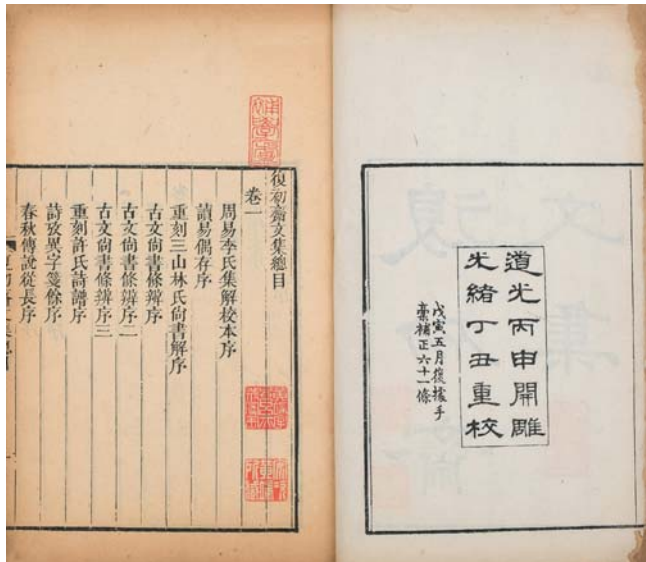 道光丙申開雕
光緒丁丑重校
戊寅五月復據手
稾補正六十一條
復初齋文集總目
卷一
周易李氏集解校本序
讀易偶存序
重刻三山林氏尙書解序
古文尙書條辨序
古文尙書條辨序二
古文尙書條辨序三
重刻許氏詩譜序
詩攷異字箋餘序
春秋傳說從長序